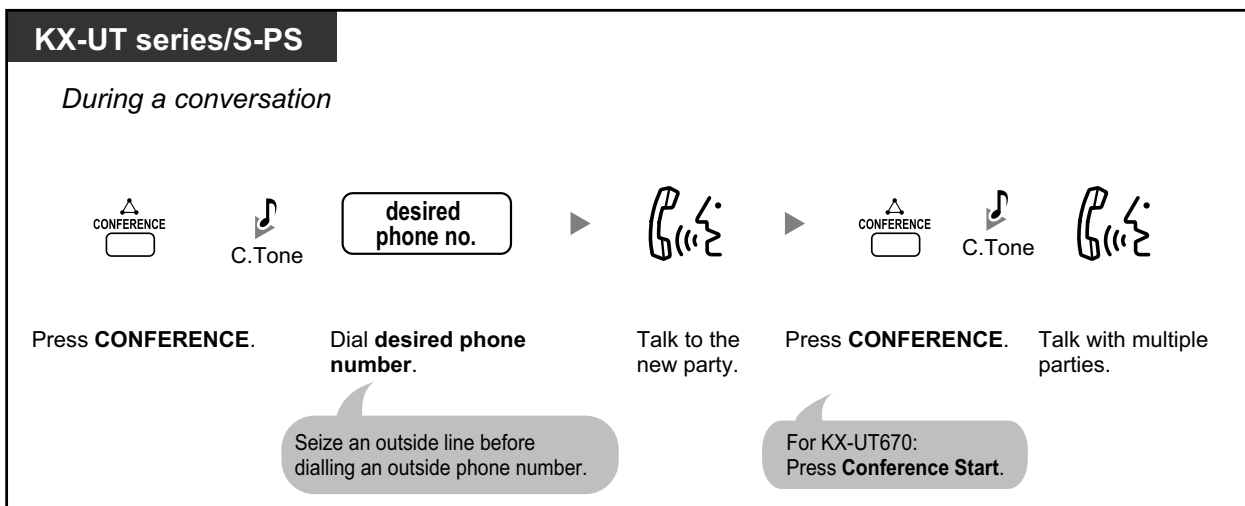 KX-UT series/S-PS
During a conversation
CONFERENCE
C.Tone
desired
phone no.
CONFERENCE
C.Tone
Press CONFERENCE.
Dial desired phone
number.
Talk to the
new party.
Press CONFERENCE.
Talk with multiple
parties.
Seize an outside line before
dialling an outside phone number.
For KX-UT670:
Press Conference Start.